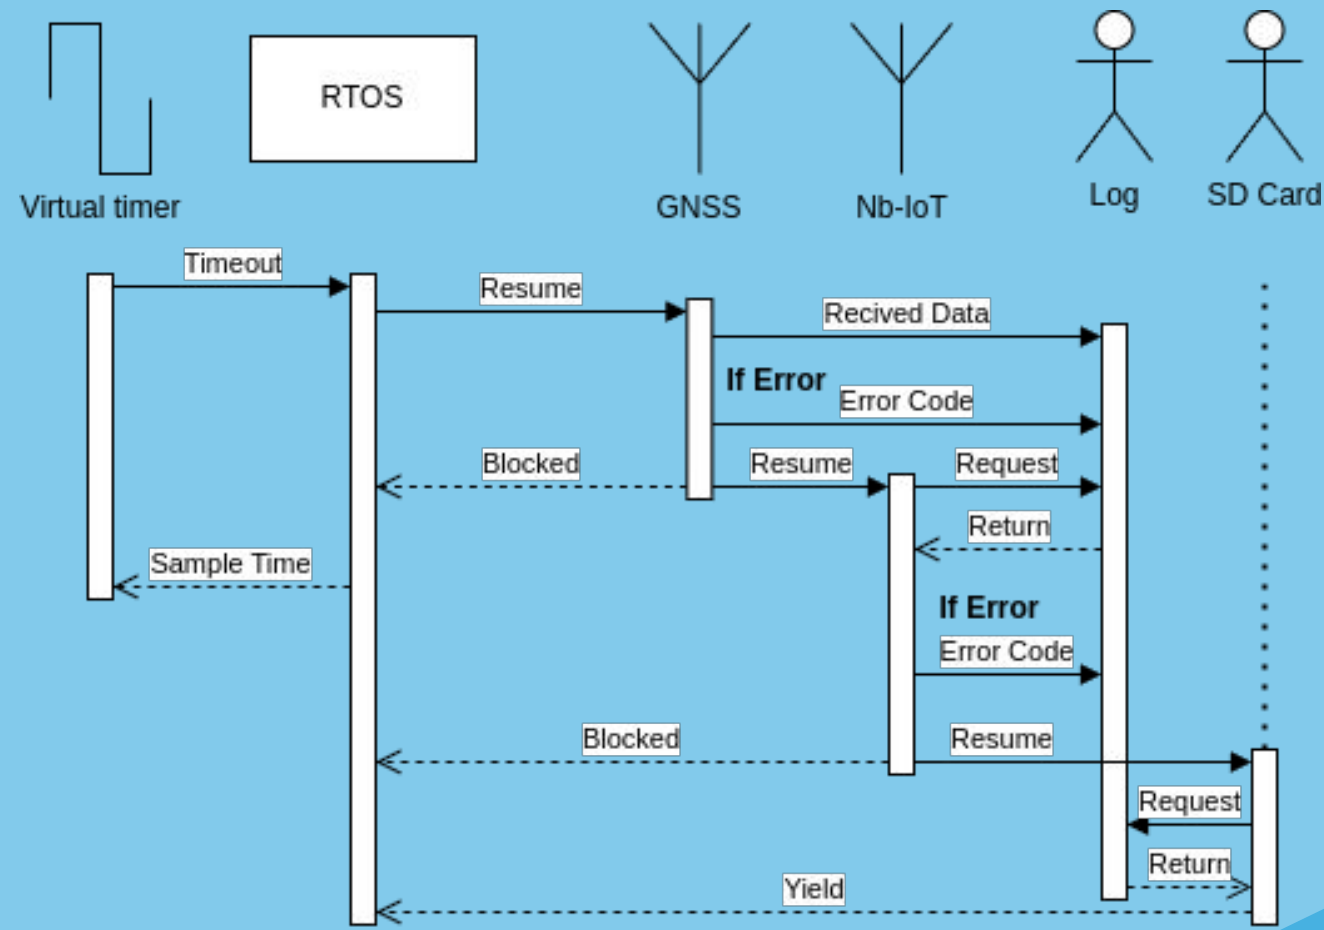 RTOS
Virtual timer
GNSS
Nb-IoT
Log
SD Card
Timeout
Resume
Recived Data
If Error
Error Code
Blocked
Resume
Request
Return
Sample Time
If Error
Error Code
Blocked
Resume
Request
Return
Yield